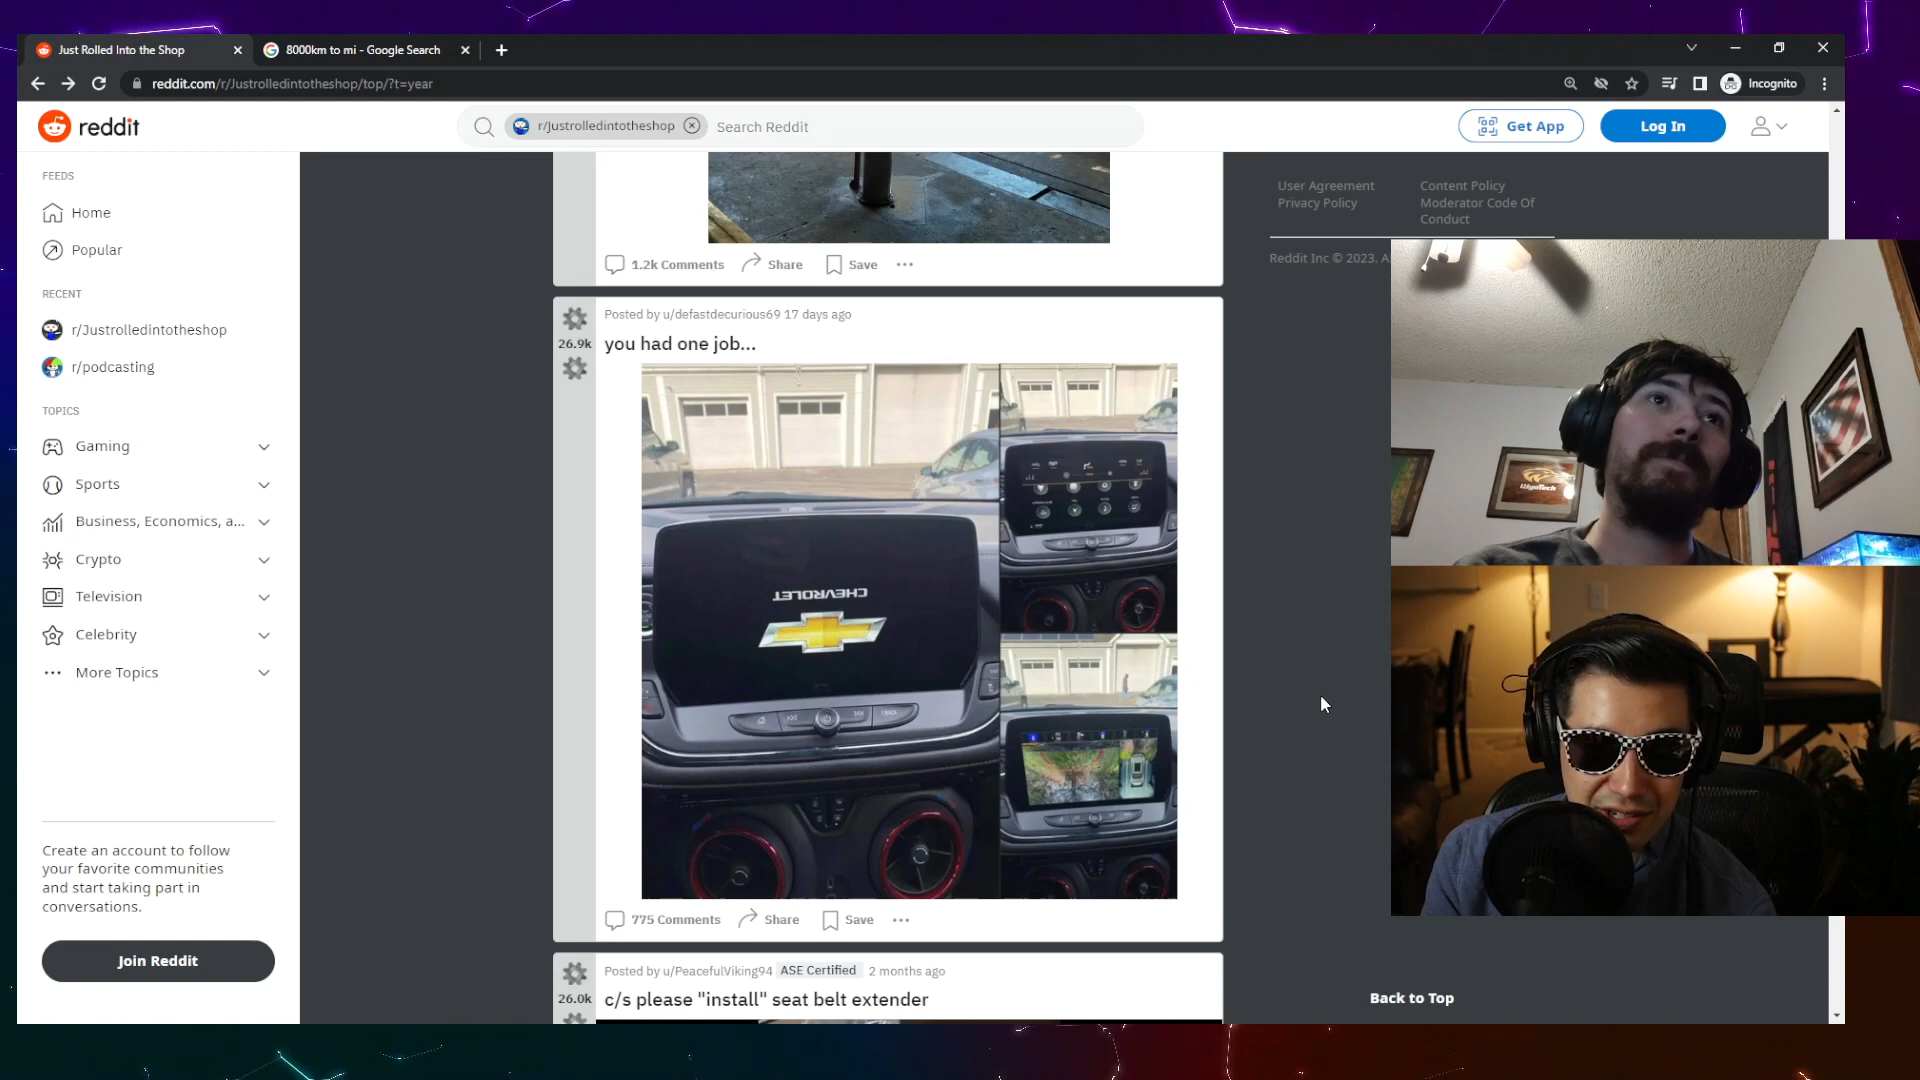 Just Rolled Into the Shop
8000km to mi - Google Search
reddit.com/r/Justrolledintotheshop/top/?t=year
Incognito
reddit
r/Justrolledintotheshop
Search Reddit
Get App
Log In
FEEDS
Home
Popular
RECENT
r/Justrolledintotheshop
r/podcasting
TOPICS
Gaming
Sports
Business, Economics, a...
Crypto
Television
Celebrity
More Topics
Create an account to follow
your favorite communities
and start taking part in
conversations.
Join Reddit
1.2k Comments
Share
Save
Posted by u/defastdecurious69 17 days ago
26.9k
you had one job...
CHEVROLET
775 Comments
Share
Save
Posted by u/PeacefulViking94 ASE Certified 2 months ago
26.0k
c/s please "install" seat belt extender
User Agreement
Privacy Policy
Content Policy
Moderator Code Of
Conduct
Reddit Inc © 2023. A
WyoTech
Back to Top